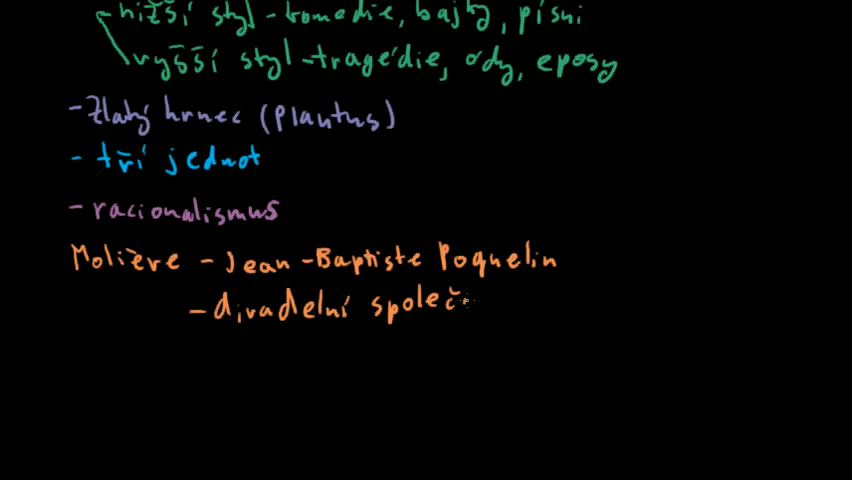 nižší styl - komedie, bajky, písni
vyšší styl - tragédie, ódy, eposy
- Zlatý hrnec (Plautus)
- tří jednot
- racionalismus
Molière - Jean-Baptiste Poquelin
- divadelní společ